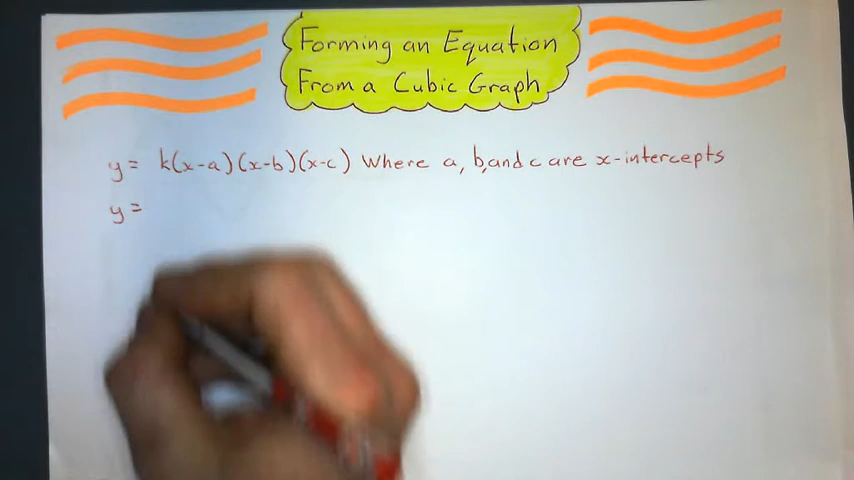 Forming an Equation
From a Cubic Graph
y = k(x-a)(x-b)(x-c) Where a, b, and c are x-intercepts
y =